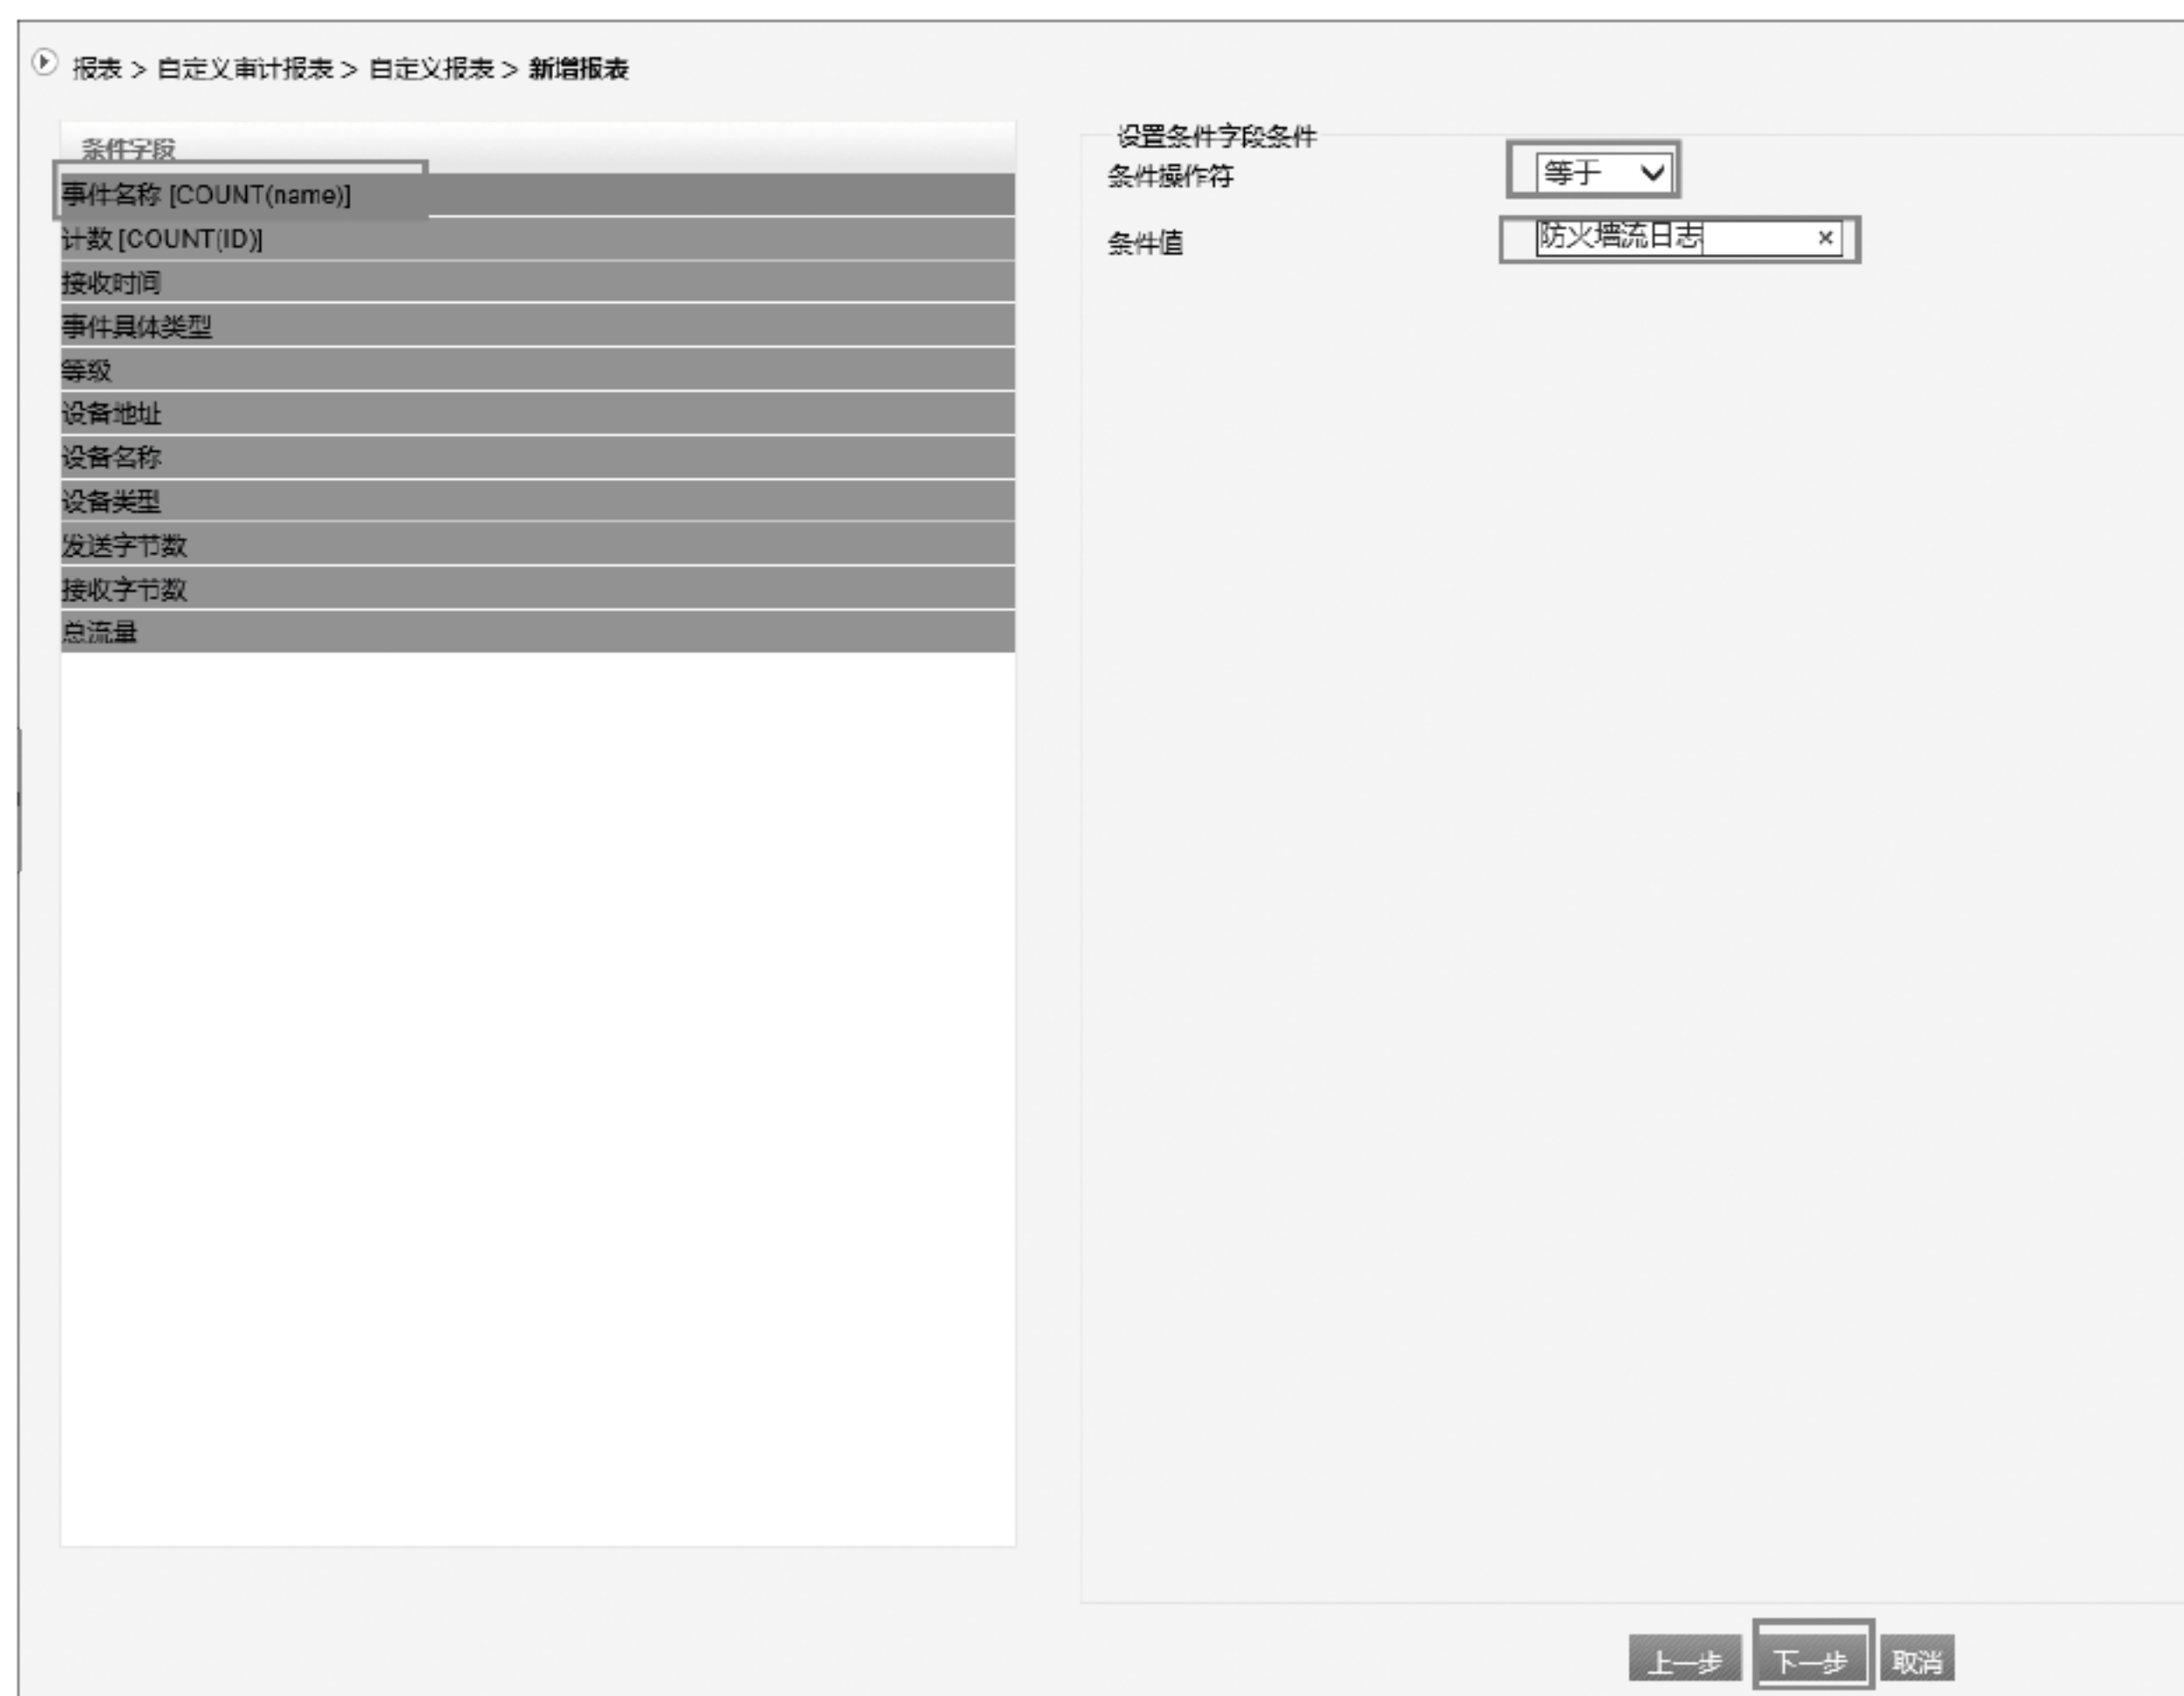 报表 > 自定义审计报表 > 自定义报表 > 新增报表
条件字段
事件名称 [COUNT(name)]
计数 [COUNT(ID)]
接收时间
事件具体类型
等级
设备地址
设备名称
设备类型
发送字节数
接收字节数
总流量
设置条件字段条件
条件操作符 等于
条件值 防火墙流日志 ×
上一步 下一步 取消